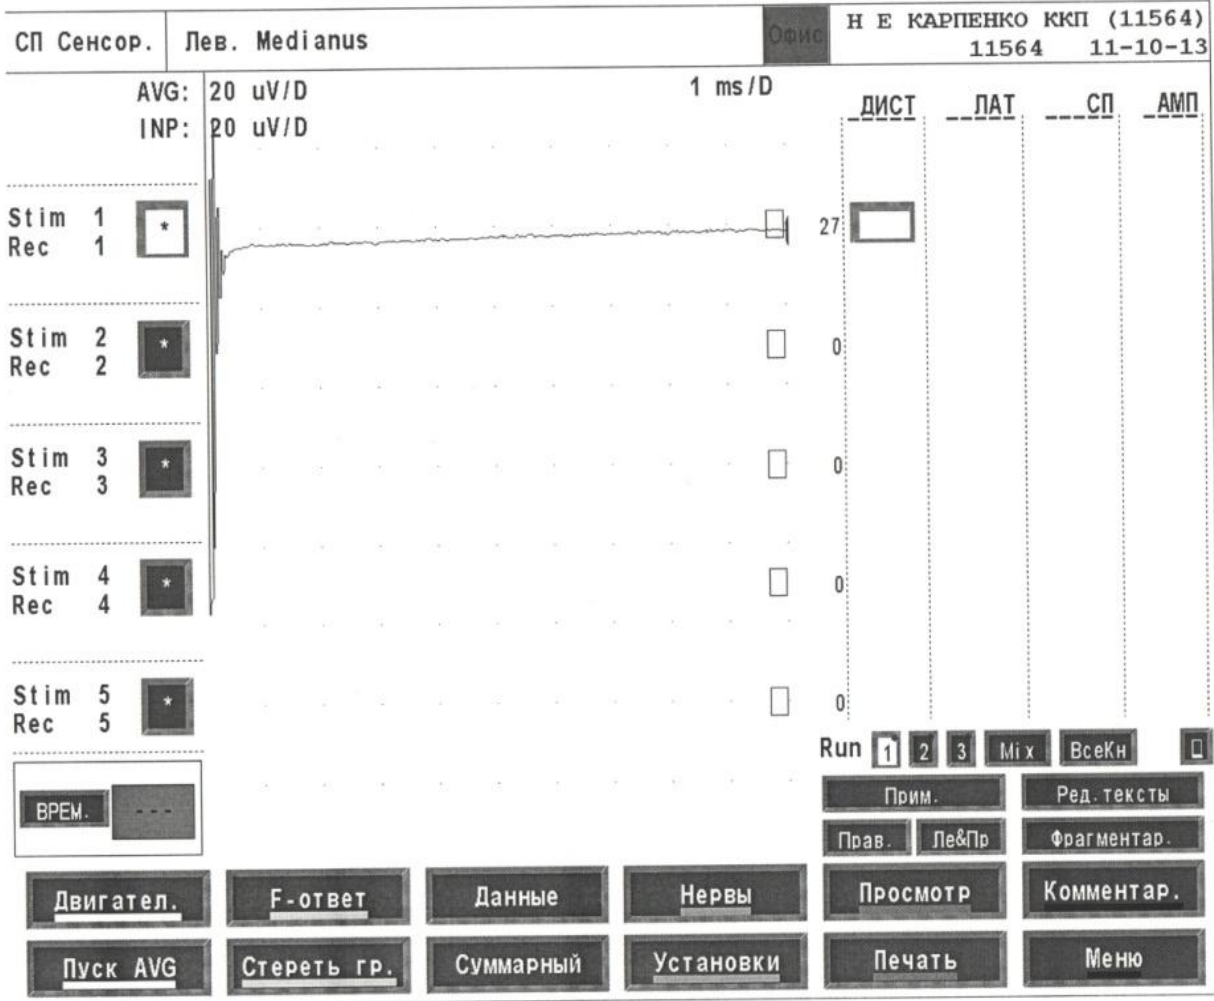 СП Сенсор. Лев. Medianus Офис Н Е КАРПЕНКО ККП (11564)
11564 11-10-13
AVG: 20 uV/D 1 ms/D
INP: 20 uV/D
ДИСТ ЛАТ СП АМП
Stim 1 * 27
Rec 1
Stim 2 * 0
Rec 2
Stim 3 * 0
Rec 3
Stim 4 * 0
Rec 4
Stim 5 * 0
Rec 5
Run 1 2 3 Mix ВсеКн
ВРЕМ. ---
Прим. Ред.тексты
Прав. Ле&Пр Фрагментар.
Двигател. F-ответ Данные Нервы Просмотр Комментар.
Пуск AVG Стереть гр. Суммарный Установки Печать Меню